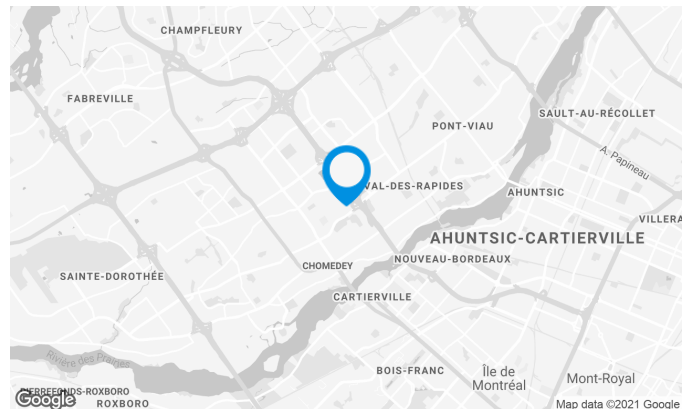 CHAMPFLEURY
FABREVILLE
SAULT-AU-RÉCOLLET
PONT-VIAU
A. Papineau
VAL-DES-RAPIDES
AHUNTSIC
VILLERA
AHUNTSIC-CARTIERVILLE
NOUVEAU-BORDEAUX
CHOMEDEY
SAINTE-DOROTHÉE
CARTIERVILLE
Rivière des Prairies
BOIS-FRANC
Île de
Montréal
Mont-Royal
PIERREFONDS-ROXBORO
ROXBORO
Google
Map data ©2021 Google